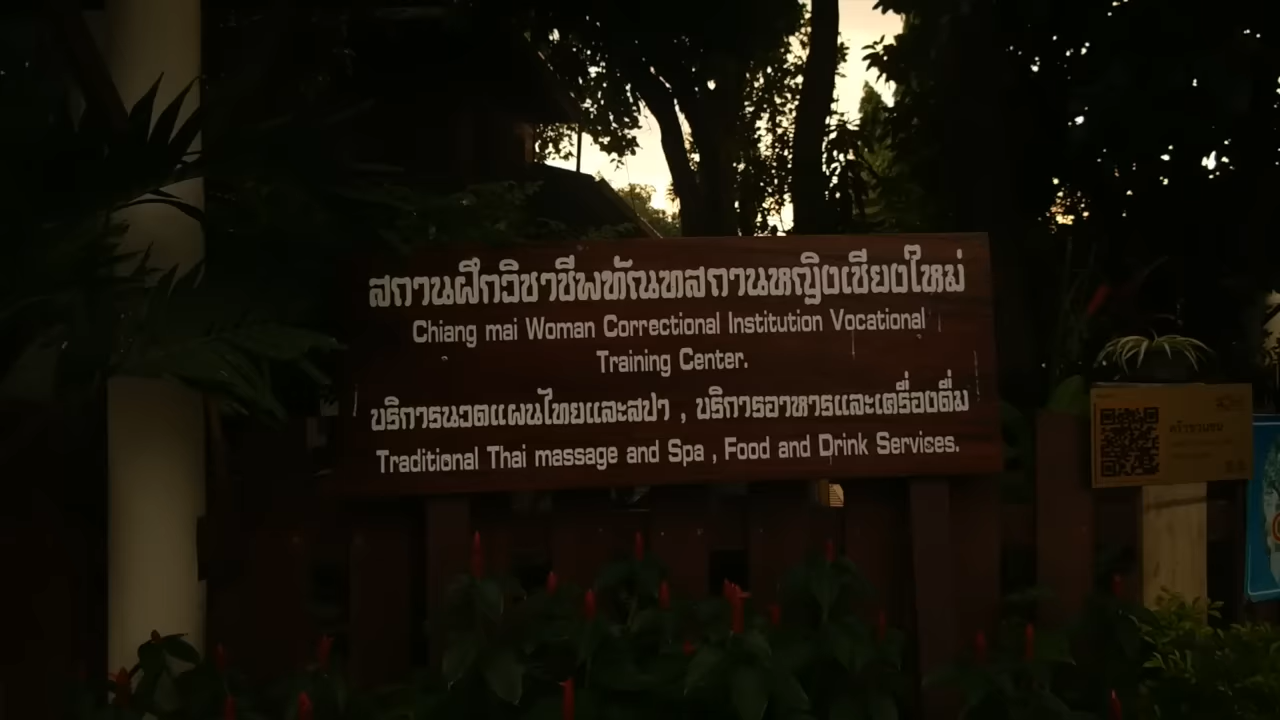 สถานฝึกวิชาชีพทัณฑสถานหญิงเชียงใหม่
Chiang mai Woman Correctional Institution Vocational
Training Center.
บริการนวดแผนไทยและสปา , บริการอาหารและเครื่องดื่ม
Traditional Thai massage and Spa , Food and Drink Services.